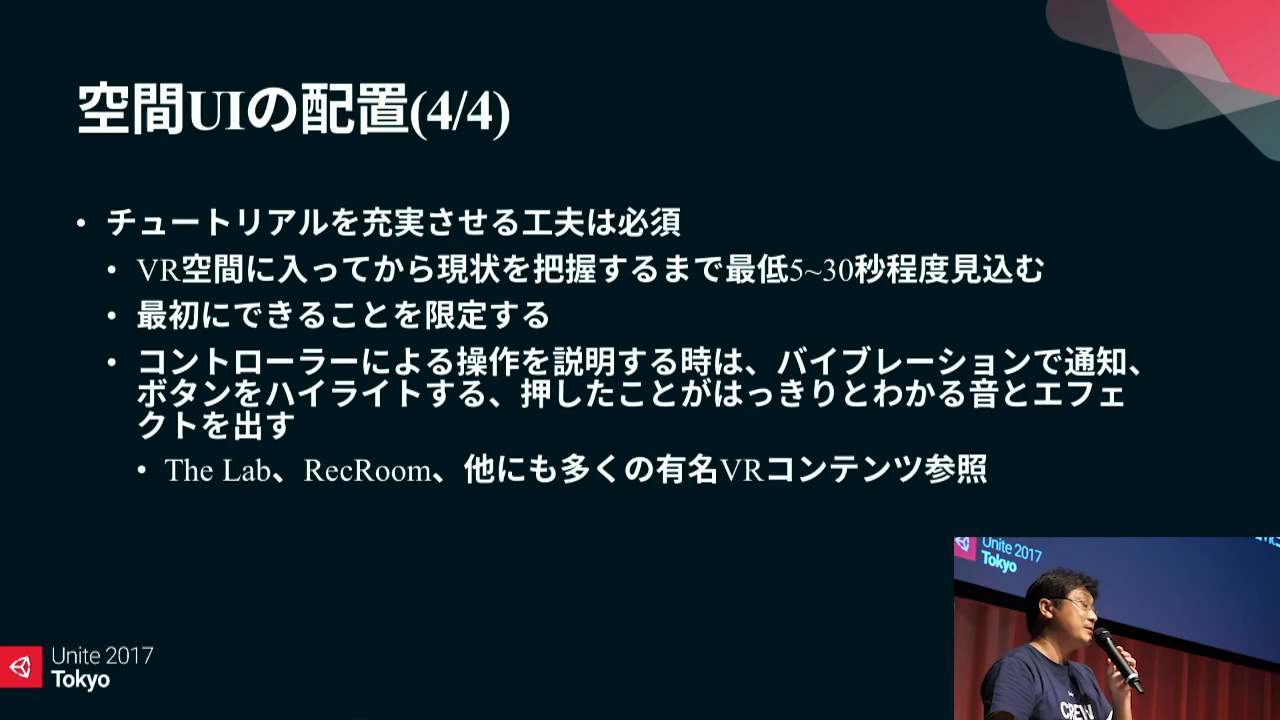 空間UIの配置(4/4)
• チュートリアルを充実させる工夫は必須
• VR空間に入ってから現状を把握するまで最低5~30秒程度見込む
• 最初にできることを限定する
• コントローラーによる操作を説明する時は、バイブレーションで通知、
ボタンをハイライトする、押したことがはっきりとわかる音とエフェ
クトを出す
• The Lab、RecRoom、他にも多くの有名VRコンテンツ参照
Unite 2017
Tokyo
Unite 2017
Tokyo
CREW